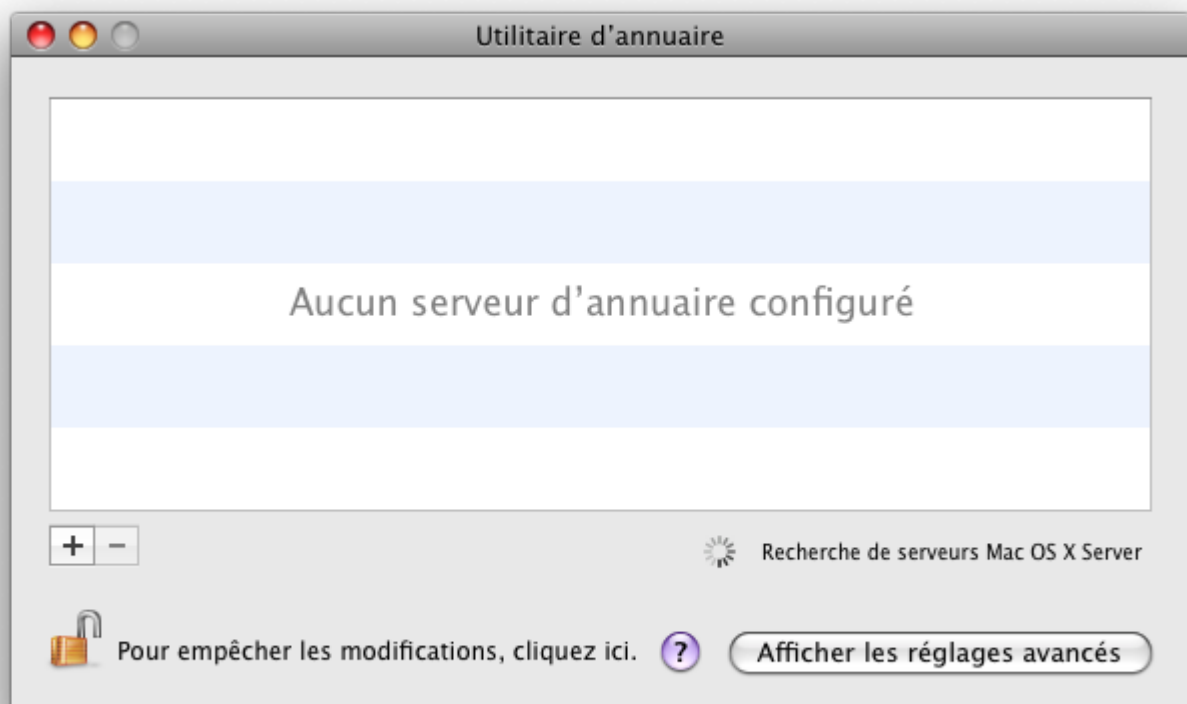 Utilitaire d’annuaire
Aucun serveur d’annuaire configuré
+ −
Recherche de serveurs Mac OS X Server
Pour empêcher les modifications, cliquez ici. ? Afficher les réglages avancés